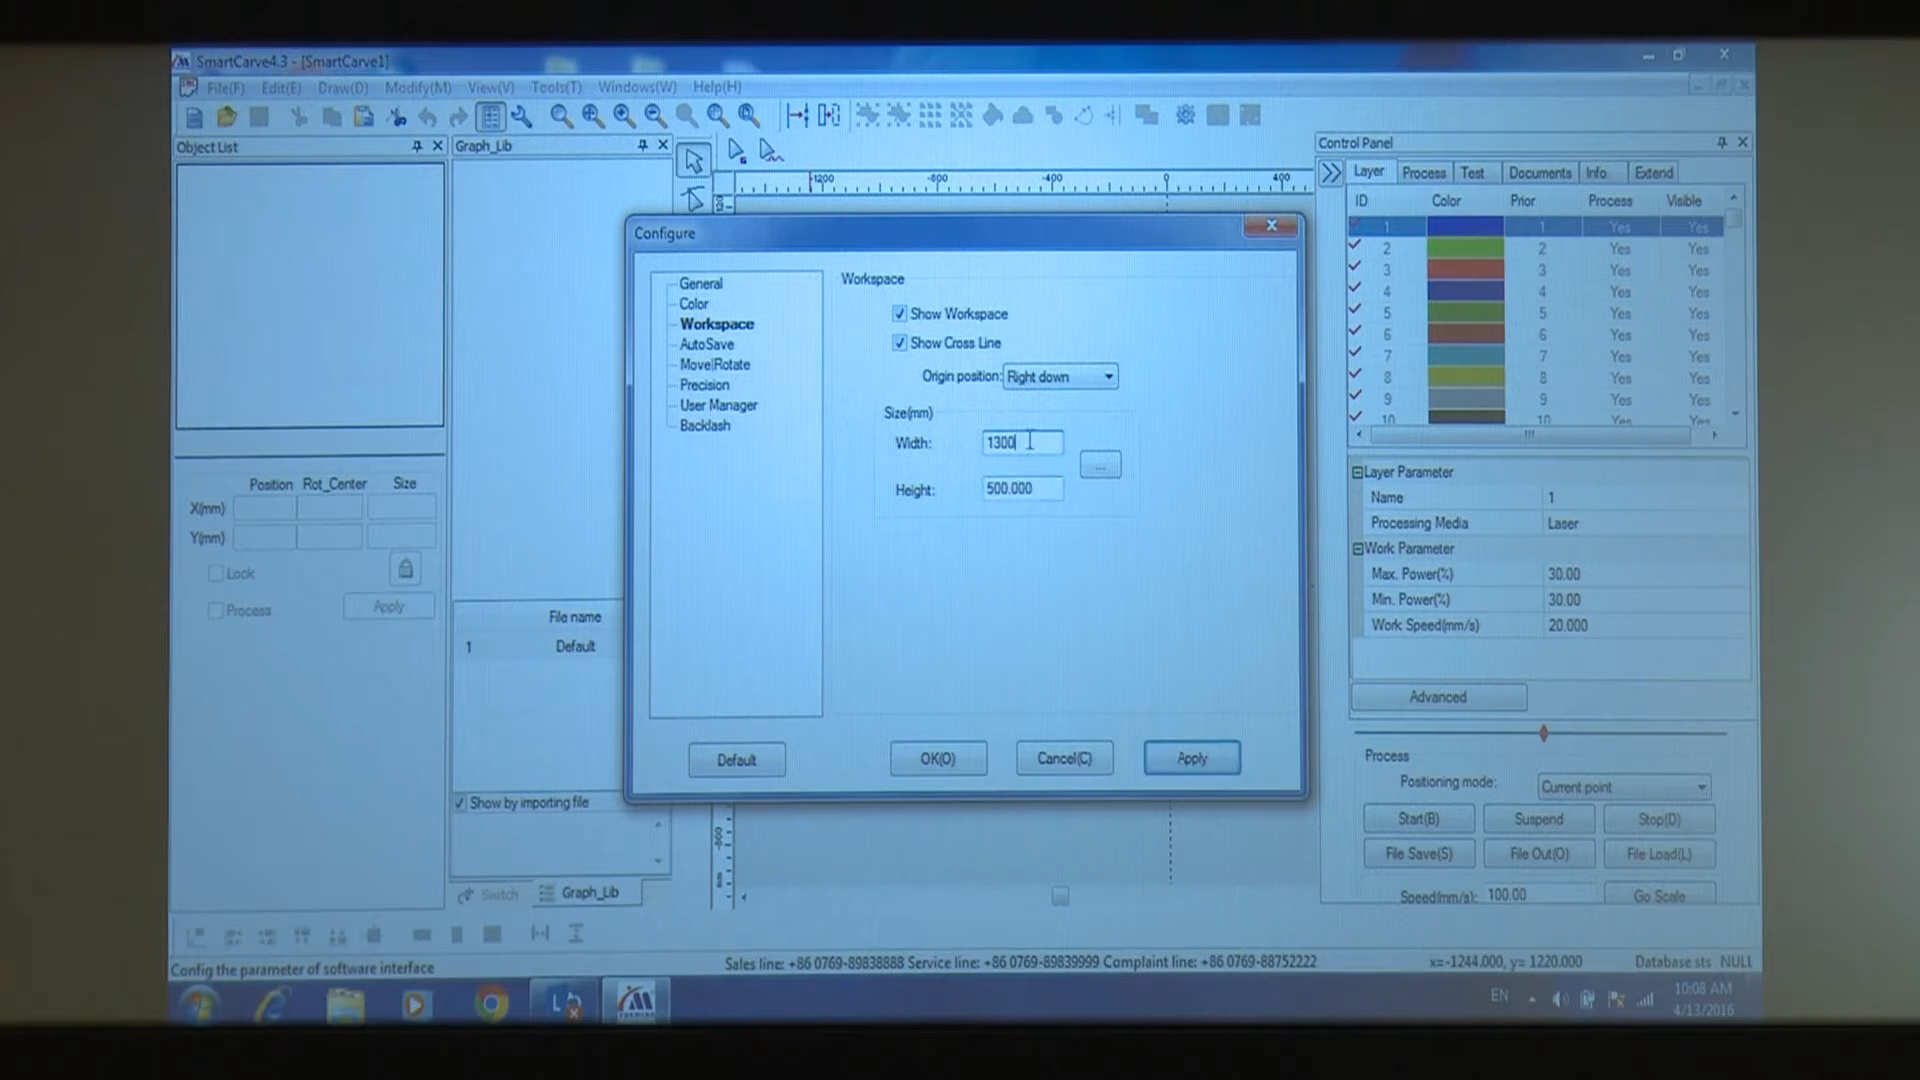 SmartCarve4.3 - [SmartCarve1]
File(F) Edit(E) Draw(D) Modify(M) View(V) Tools(T) Windows(W) Help(H)
Object List
Graph_Lib
Control Panel
-1200 -800 -400 0 400
Layer Process Test Documents Info Extend
ID Color Prior Process Visible
1 1 Yes Yes
2 2 Yes Yes
3 3 Yes Yes
4 4 Yes Yes
5 5 Yes Yes
6 6 Yes Yes
7 7 Yes Yes
8 8 Yes Yes
9 9 Yes Yes
10 10 Yes Yes
Configure
General
Color
Workspace
AutoSave
Move|Rotate
Precision
User Manager
Backlash
Workspace
Show Workspace
Show Cross Line
Origin position: Right down
Size(mm)
Width: 1300
...
Height: 500.000
Default OK(O) Cancel(C) Apply
Position Rot_Center Size
X(mm)
Y(mm)
Lock
Process Apply
File name
1 Default
Show by importing file
Switch Graph_Lib
Layer Parameter
Name 1
Processing Media Laser
Work Parameter
Max. Power(%) 30.00
Min. Power(%) 30.00
Work Speed(mm/s) 20.000
Advanced
Process
Positioning mode: Current point
Start(B) Suspend Stop(D)
File Save(S) File Out(O) File Load(L)
Speed(mm/s): 100.00 Go Scale
Config the parameter of software interface
Sales line: +86 0769-89838888 Service line: +86 0769-89839999 Complaint line: +86 0769-88752222
x=-1244.000, y= 1220.000
Database sts NULL
EN
10:08 AM
4/13/2016